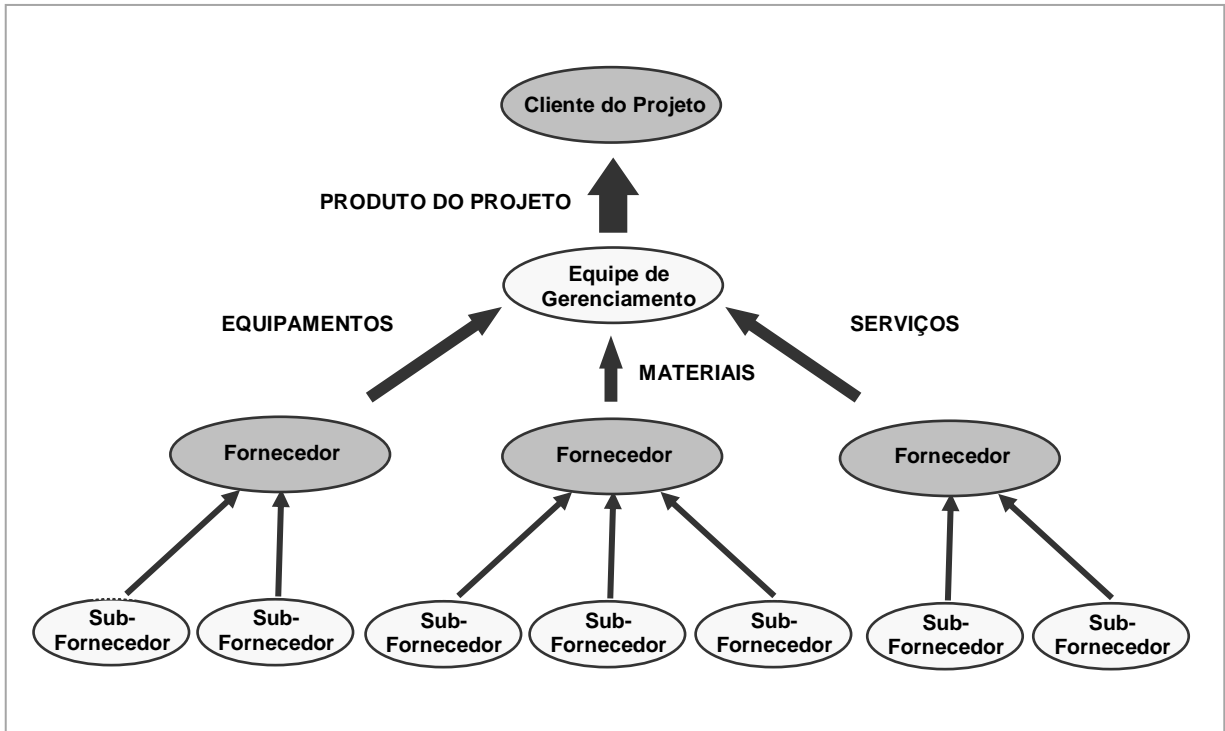 Cliente do Projeto
PRODUTO DO PROJETO
Equipe de
Gerenciamento
EQUIPAMENTOS
SERVIÇOS
MATERIAIS
Fornecedor
Fornecedor
Fornecedor
Sub-
Fornecedor
Sub-
Fornecedor
Sub-
Fornecedor
Sub-
Fornecedor
Sub-
Fornecedor
Sub-
Fornecedor
Sub-
Fornecedor